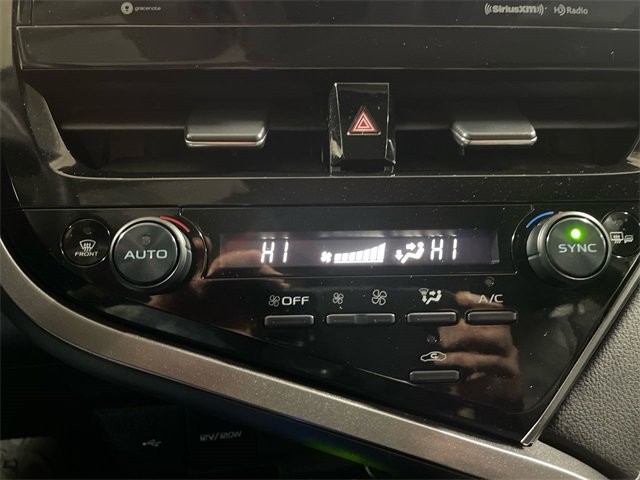 gracenote
SiriusXM HD Radio
FRONT AUTO HI HI SYNC
OFF A/C
12V/120W